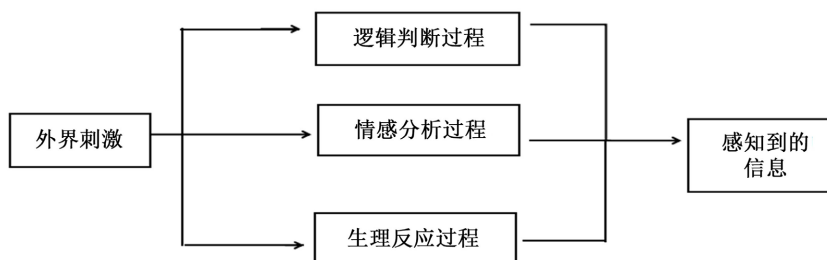 逻辑判断过程
外界刺激
情感分析过程
感知到的
信息
生理反应过程